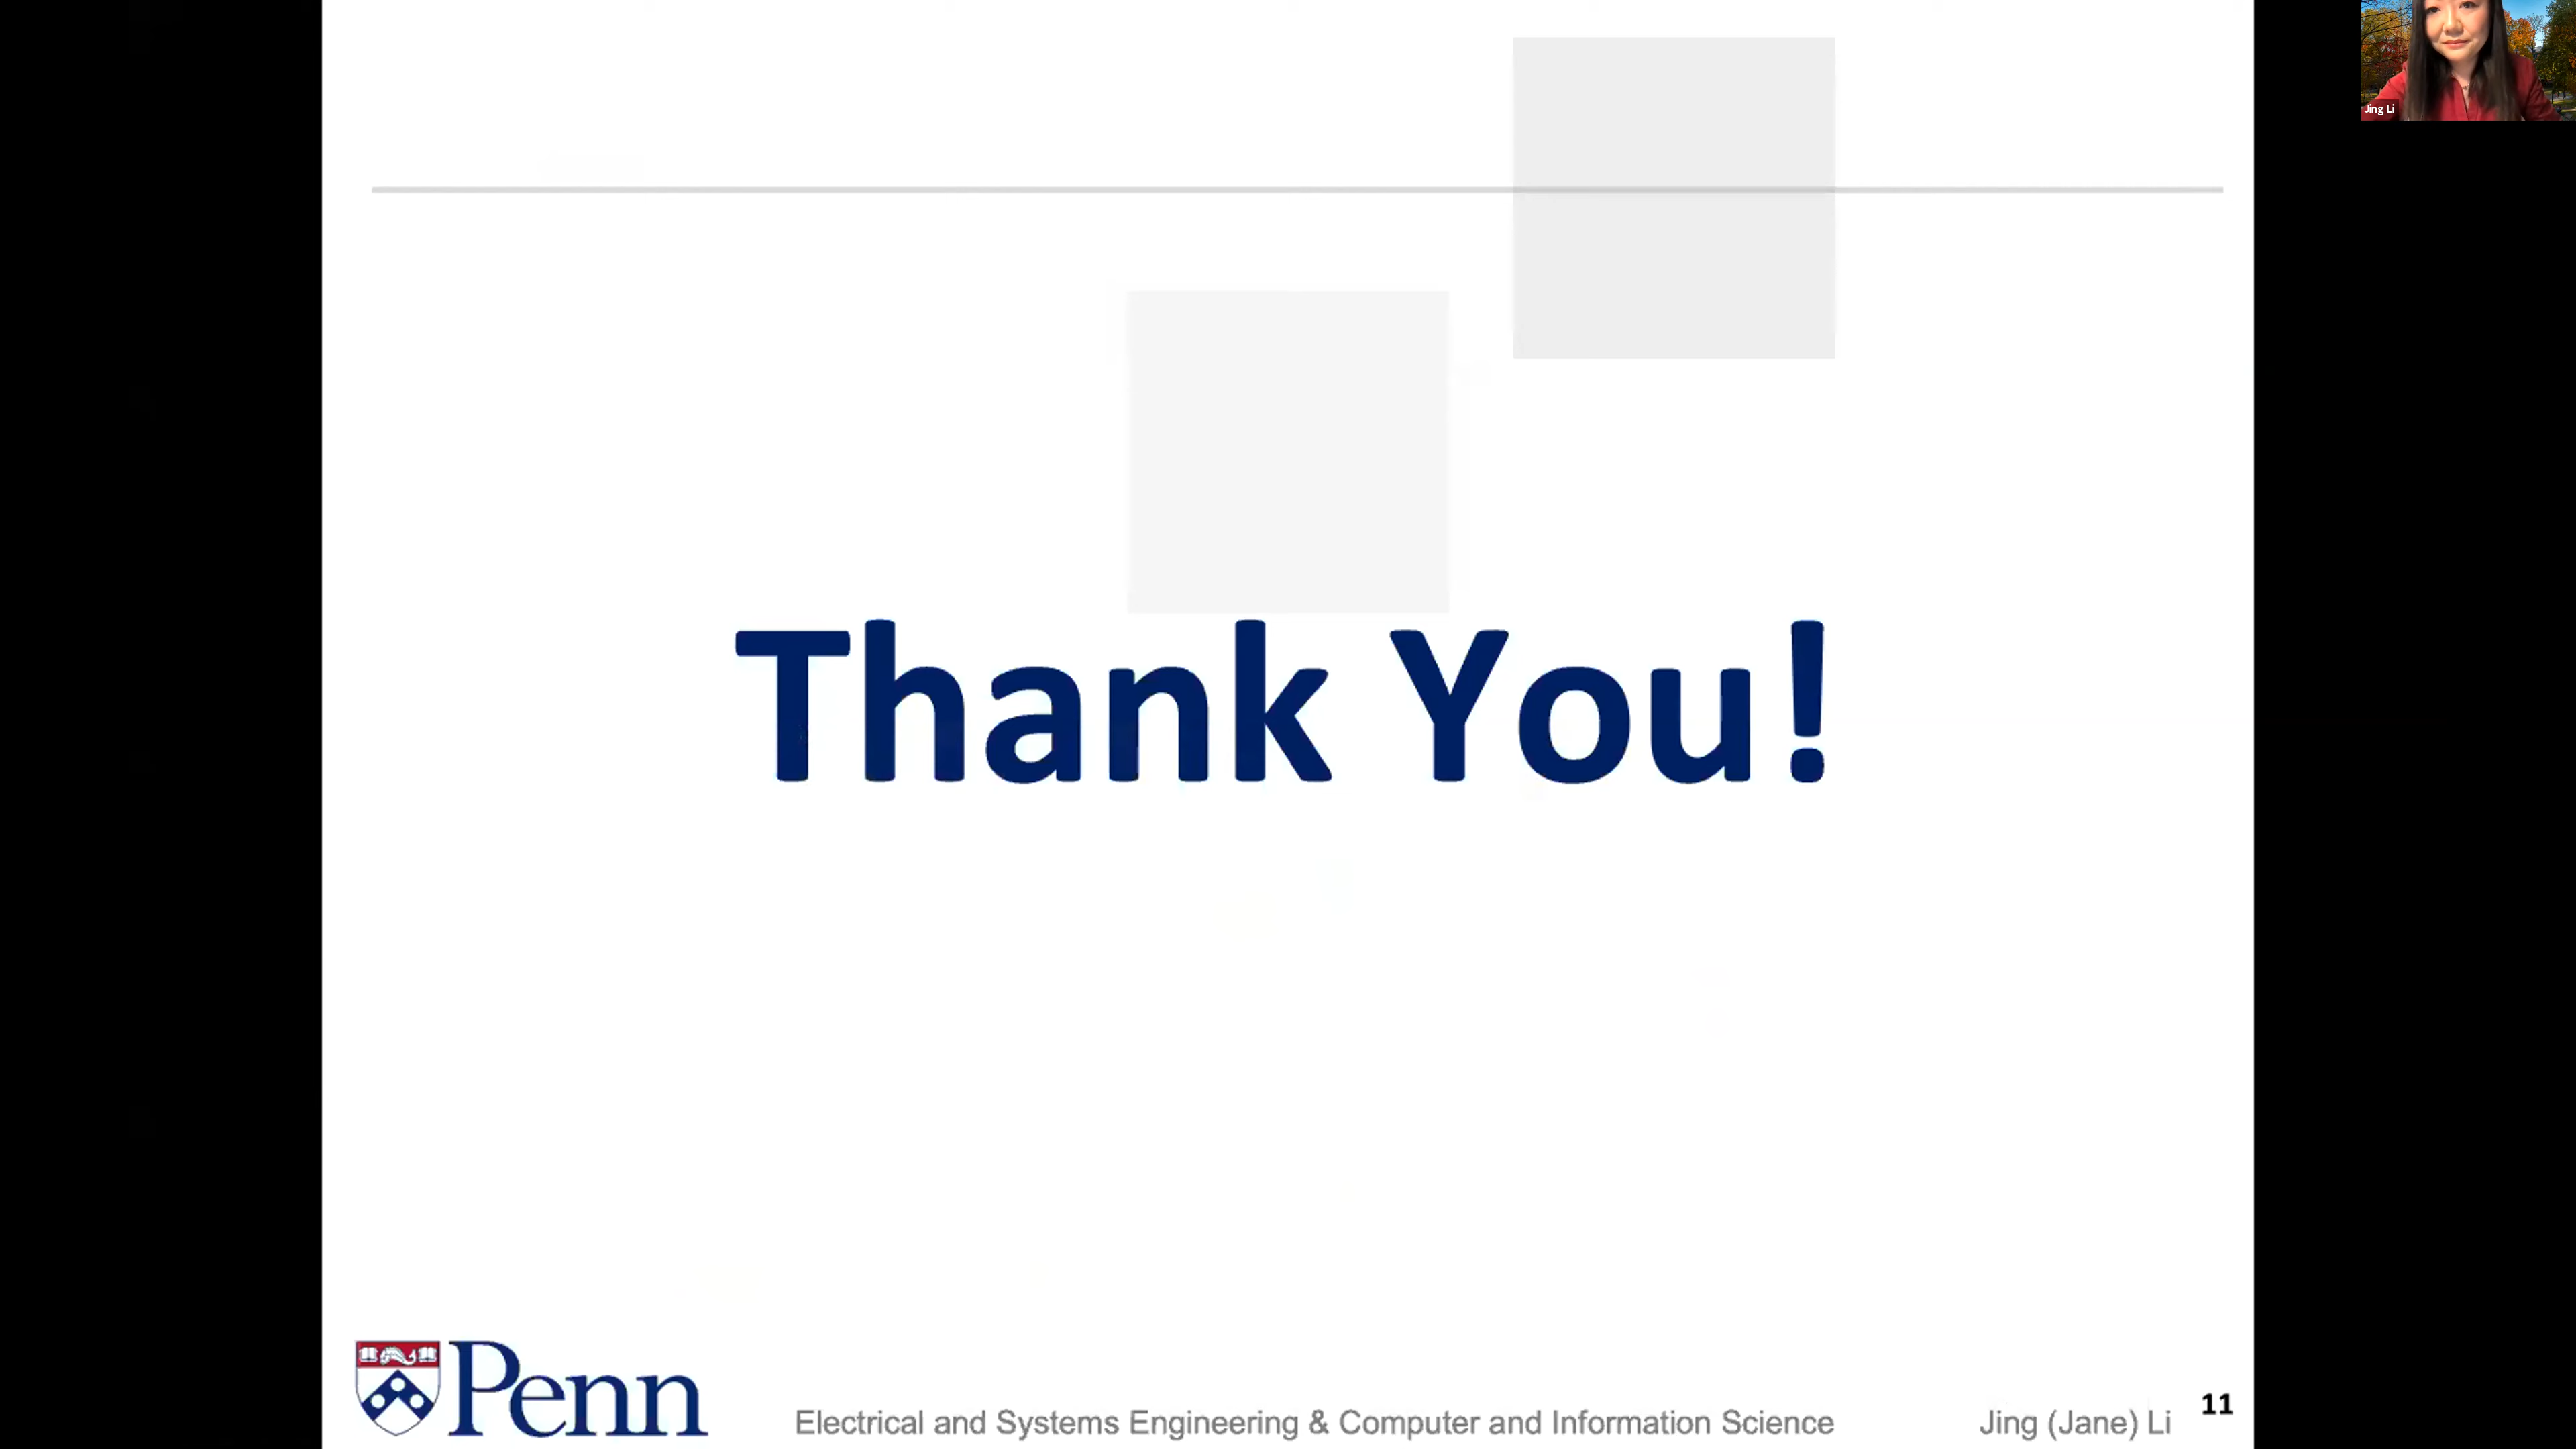 Jing Li
Thank You!
Penn
Electrical and Systems Engineering & Computer and Information Science
Jing (Jane) Li
11